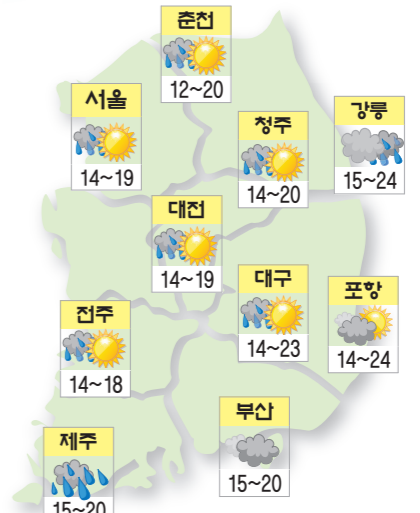 춘천
12~20
서울
14~19
청주
14~20
강릉
15~24
대전
14~19
대구
14~23
포항
14~24
전주
14~18
부산
15~20
제주
15~20